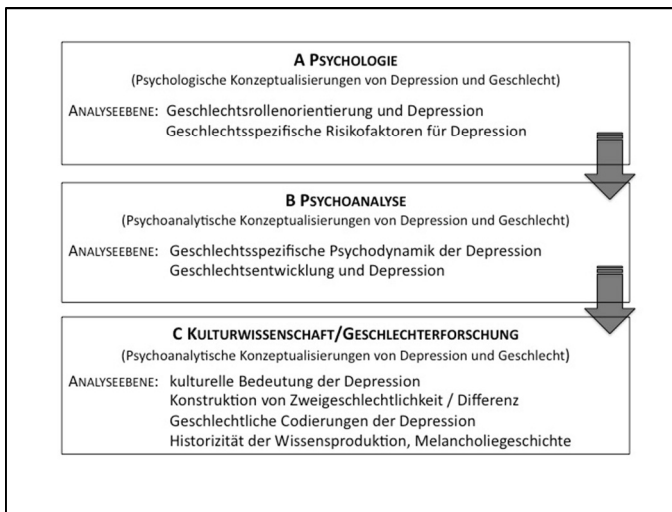 A PSYCHOLOGIE
(Psychologische Konzeptualisierungen von Depression und Geschlecht)
ANALYSEEBENE: Geschlechtsrollenorientierung und Depression
Geschlechtsspezifische Risikofaktoren für Depression
B PSYCHOANALYSE
(Psychoanalytische Konzeptualisierungen von Depression und Geschlecht)
ANALYSEEBENE: Geschlechtsspezifische Psychodynamik der Depression
Geschlechtsentwicklung und Depression
C KULTURWISSENSCHAFT/GESCHLECHTERFORSCHUNG
(Psychoanalytische Konzeptualisierungen von Depression und Geschlecht)
ANALYSEEBENE: kulturelle Bedeutung der Depression
Konstruktion von Zweigeschlechtlichkeit / Differenz
Geschlechtliche Codierungen der Depression
Historizität der Wissensproduktion, Melancholiegeschichte